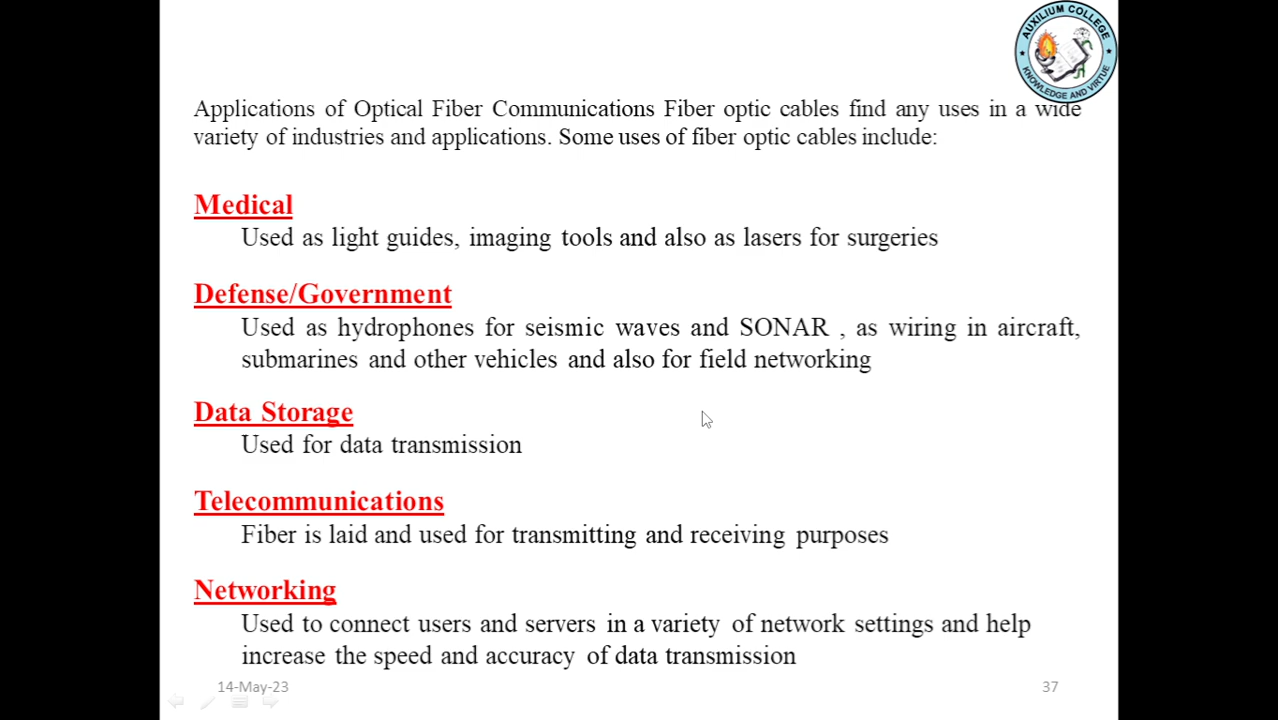 AUXILIUM COLLEGE
KNOWLEDGE AND VIRTUE
Applications of Optical Fiber Communications Fiber optic cables find any uses in a wide
variety of industries and applications. Some uses of fiber optic cables include:
Medical
Used as light guides, imaging tools and also as lasers for surgeries
Defense/Government
Used as hydrophones for seismic waves and SONAR , as wiring in aircraft,
submarines and other vehicles and also for field networking
Data Storage
Used for data transmission
Telecommunications
Fiber is laid and used for transmitting and receiving purposes
Networking
Used to connect users and servers in a variety of network settings and help
increase the speed and accuracy of data transmission
14-May-23
37